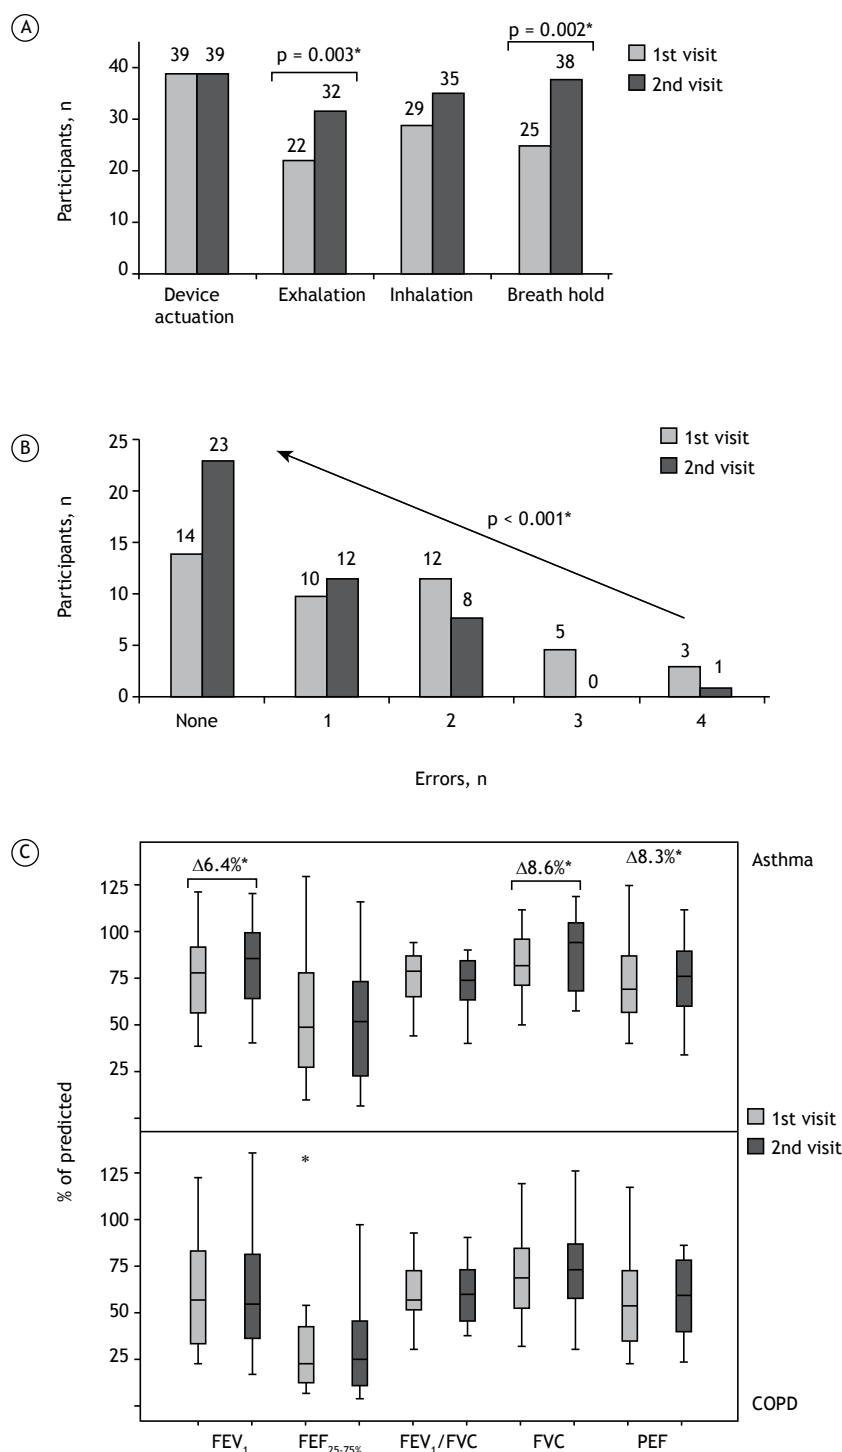 A
p = 0.002*
1st visit
2nd visit
p = 0.003*
39 39
22 32
29 35
25 38
Participants, n
40
30
20
10
0
Device actuation
Exhalation
Inhalation
Breath hold
B
1st visit
2nd visit
p < 0.001*
Participants, n
25
20
15
10
5
0
14 23
10 12
12 8
5 0
3 1
None 1 2 3 4
Errors, n
C
Asthma
Δ6.4%*
Δ8.6%*
Δ8.3%*
125
100
75
50
25
% of predicted
1st visit
2nd visit
*
125
100
75
50
25
COPD
FEV₁ FEF₂₅₋₇₅% FEV₁/FVC FVC PEF